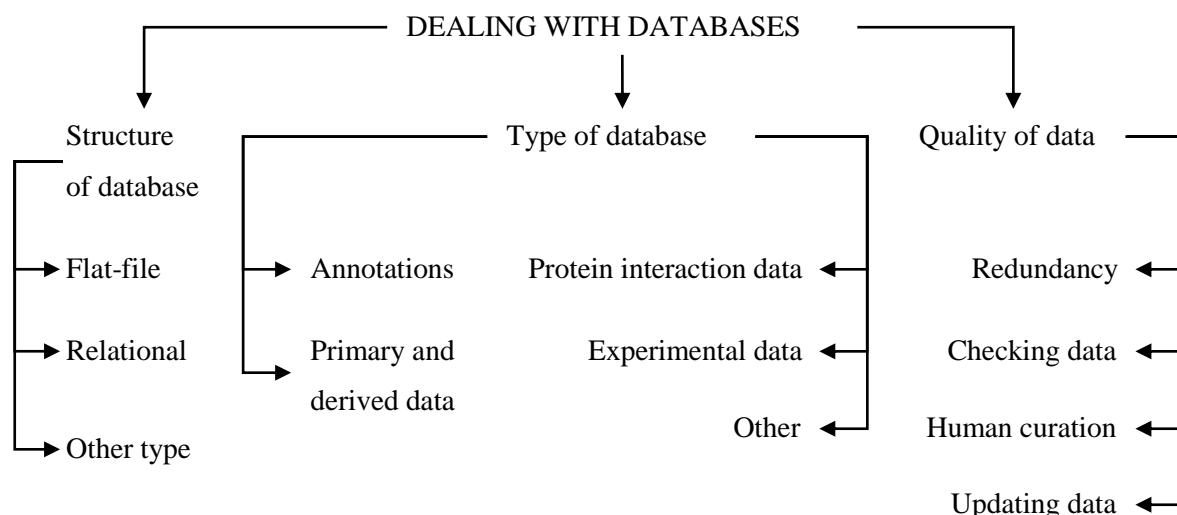 DEALING WITH DATABASES
Structure
of database
Type of database
Quality of data
Flat-file
Relational
Other type
Annotations
Primary and
derived data
Protein interaction data
Experimental data
Other
Redundancy
Checking data
Human curation
Updating data